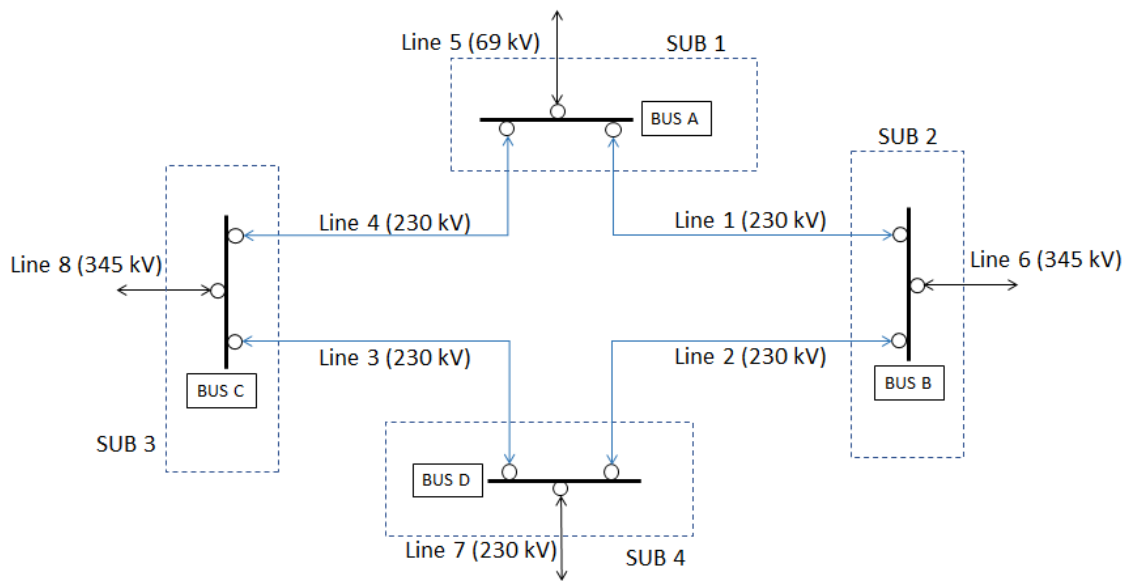 Line 5 (69 kV)
SUB 1
BUS A
SUB 2
Line 4 (230 kV)
Line 1 (230 kV)
Line 8 (345 kV)
Line 6 (345 kV)
Line 3 (230 kV)
Line 2 (230 kV)
BUS C
BUS B
SUB 3
BUS D
Line 7 (230 kV)
SUB 4